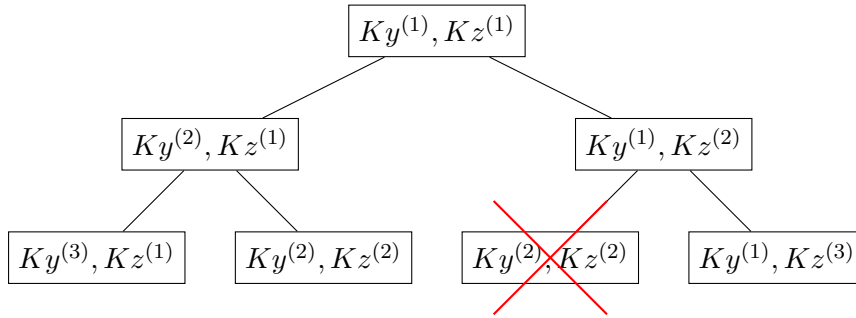 Ky⁽¹⁾, Kz⁽¹⁾
Ky⁽²⁾, Kz⁽¹⁾
Ky⁽¹⁾, Kz⁽²⁾
Ky⁽³⁾, Kz⁽¹⁾
Ky⁽²⁾, Kz⁽²⁾
Ky⁽²⁾, Kz⁽²⁾
Ky⁽¹⁾, Kz⁽³⁾